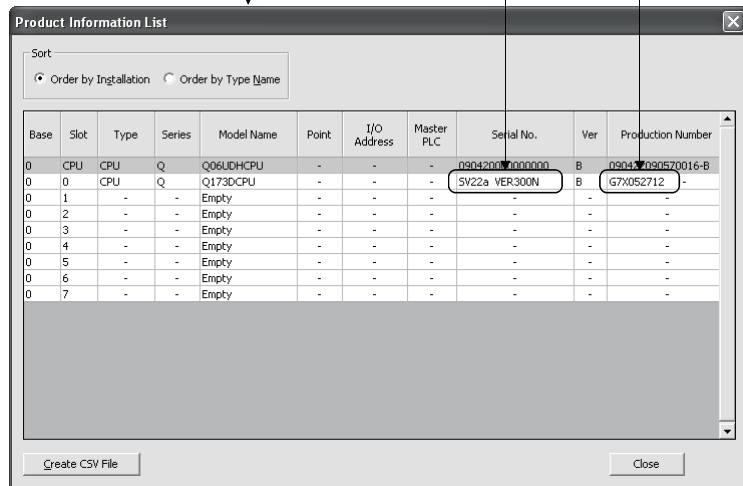 Product Information List
Sort
Order by Installation Order by Type Name
Base Slot Type Series Model Name Point I/O Address Master PLC Serial No. Ver Production Number
0 CPU CPU Q Q06UDHCPU - - - B
0 0 CPU Q Q173DCPU - - - SV22a VER300N B G7X052712 -
0 1 - - Empty - - - - - -
0 2 - - Empty - - - - - -
0 3 - - Empty - - - - - -
0 4 - - Empty - - - - - -
0 5 - - Empty - - - - - -
0 6 - - Empty - - - - - -
0 7 - - Empty - - - - - -
Create CSV File Close